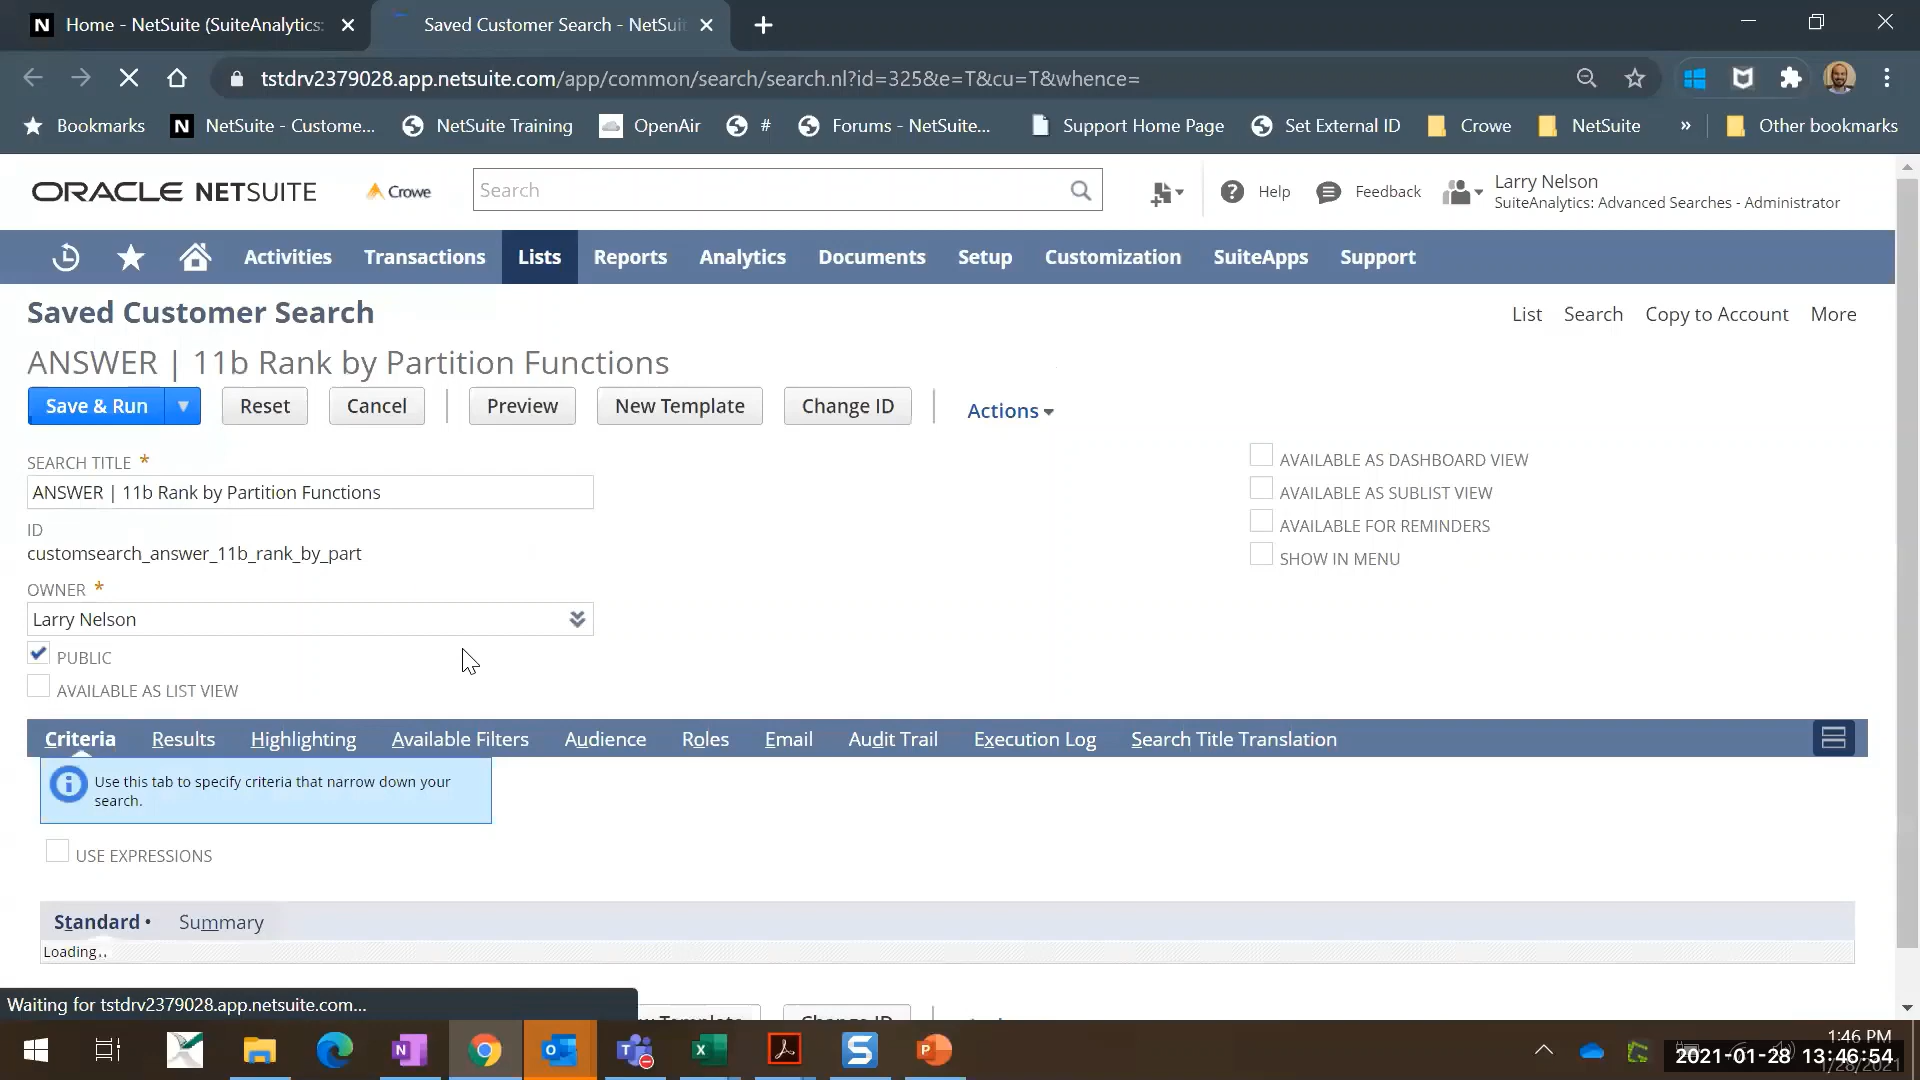 Home - NetSuite (SuiteAnalytics:
Saved Customer Search - NetSui
tstdrv2379028.app.netsuite.com/app/common/search/search.nl?id=325&e=T&cu=T&whence=
Bookmarks
NetSuite - Custome...
NetSuite Training
OpenAir
#
Forums - NetSuite...
Support Home Page
Set External ID
Crowe
NetSuite
»
Other bookmarks
ORACLE NETSUITE
Crowe
Search
Help
Feedback
Larry Nelson
SuiteAnalytics: Advanced Searches - Administrator
Activities
Transactions
Lists
Reports
Analytics
Documents
Setup
Customization
SuiteApps
Support
Saved Customer Search
List
Search
Copy to Account
More
ANSWER | 11b Rank by Partition Functions
Save & Run
Reset
Cancel
Preview
New Template
Change ID
Actions
SEARCH TITLE *
ANSWER | 11b Rank by Partition Functions
ID
customsearch_answer_11b_rank_by_part
OWNER *
Larry Nelson
PUBLIC
AVAILABLE AS LIST VIEW
AVAILABLE AS DASHBOARD VIEW
AVAILABLE AS SUBLIST VIEW
AVAILABLE FOR REMINDERS
SHOW IN MENU
Criteria
Results
Highlighting
Available Filters
Audience
Roles
Email
Audit Trail
Execution Log
Search Title Translation
Use this tab to specify criteria that narrow down your
search.
USE EXPRESSIONS
Standard •
Summary
Loading..
Waiting for tstdrv2379028.app.netsuite.com...
Template
Change ID
1:46 PM
2021-01-28 13:46:54